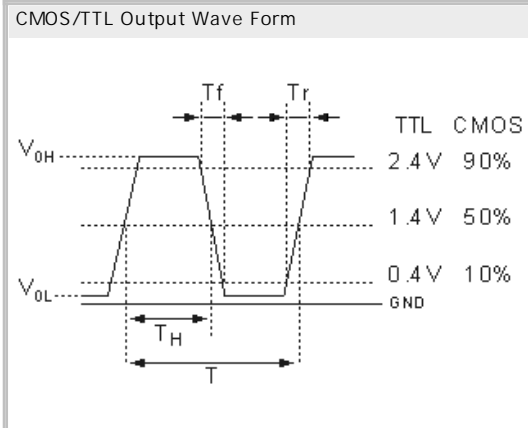 CMOS/TTL Output Wave Form
Tf Tr
TTL CMOS
V0H 2.4V 90%
1.4V 50%
0.4V 10%
V0L GND
TH
T